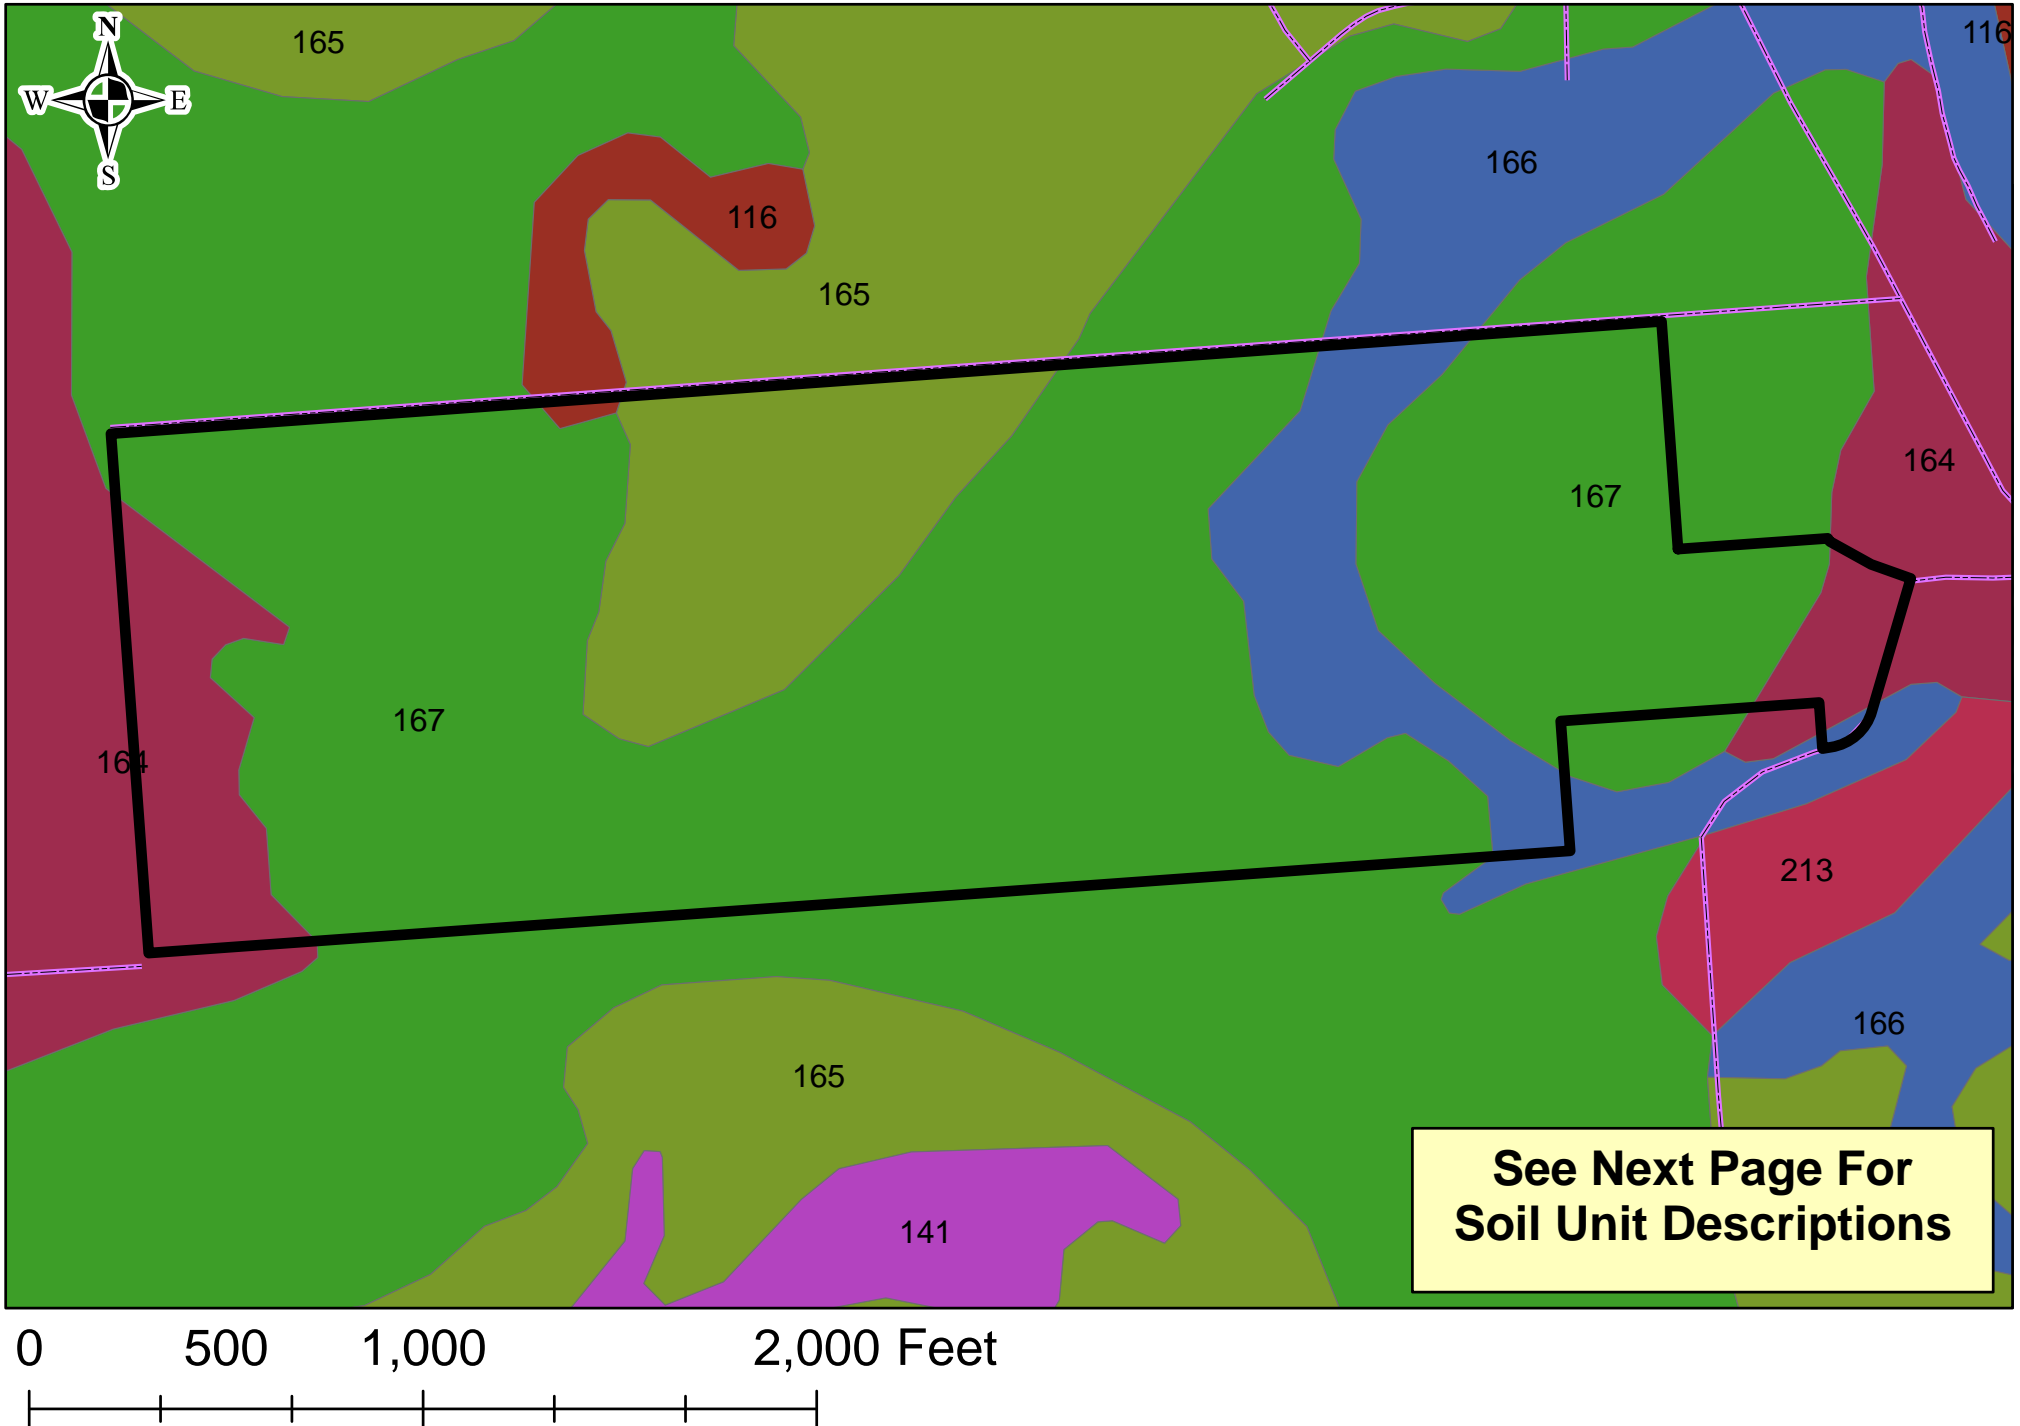 N
W E
S
165
116
166
116
165
164
167
167
164
213
166
165
141
See Next Page For
Soil Unit Descriptions
0 500 1,000 2,000 Feet